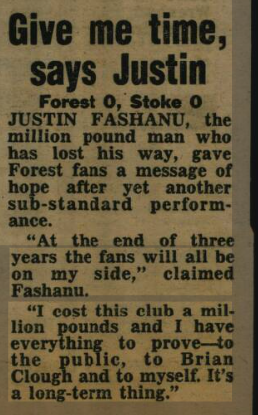 Give me time,
says Justin
Forest 0, Stoke 0
JUSTIN FASHANU, the
million pound man who
has lost his way, gave
Forest fans a message of
hope after yet another
sub-standard perform-
ance.
"At the end of three
years the fans will all be
on my side," claimed
Fashanu.
"I cost this club a mil-
lion pounds and I have
everything to prove—to
the public, to Brian
Clough and to myself. It's
a long-term thing."